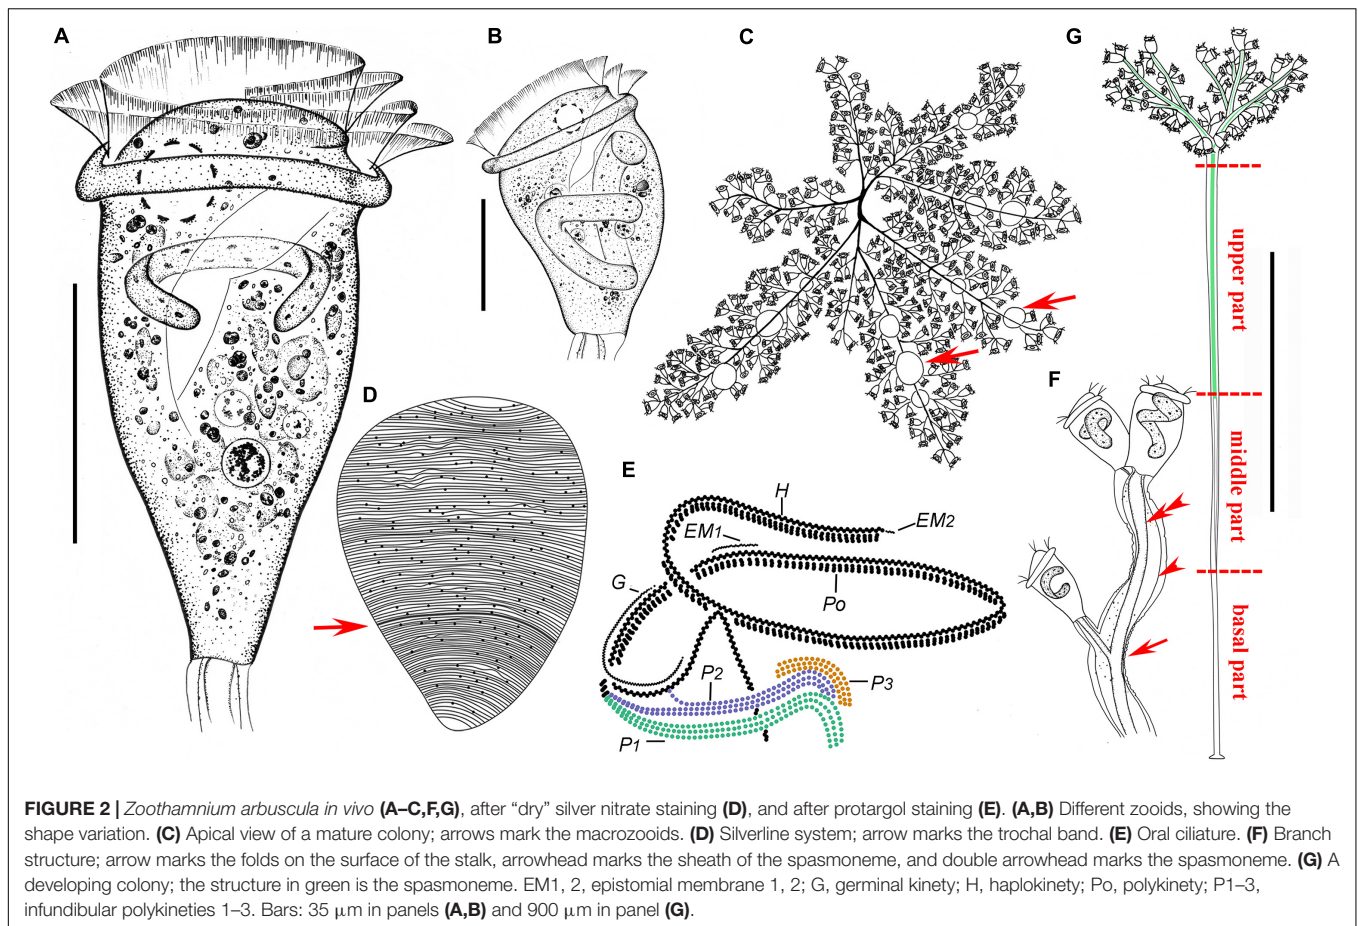 A
B
C
G
upper part
middle part
basal part
D
F
E
H
EM2
EM1
G
Po
P2
P3
P1
FIGURE 2 | Zoothamnium arbuscula in vivo (A–C,F,G), after “dry” silver nitrate staining (D), and after protargol staining (E). (A,B) Different zooids, showing the
shape variation. (C) Apical view of a mature colony; arrows mark the macrozooids. (D) Silverline system; arrow marks the trochal band. (E) Oral ciliature. (F) Branch
structure; arrow marks the folds on the surface of the stalk, arrowhead marks the sheath of the spasmoneme, and double arrowhead marks the spasmoneme. (G) A
developing colony; the structure in green is the spasmoneme. EM1, 2, epistomial membrane 1, 2; G, germinal kinety; H, haplokinety; Po, polykinety; P1–3,
infundibular polykineties 1–3. Bars: 35 μm in panels (A,B) and 900 μm in panel (G).